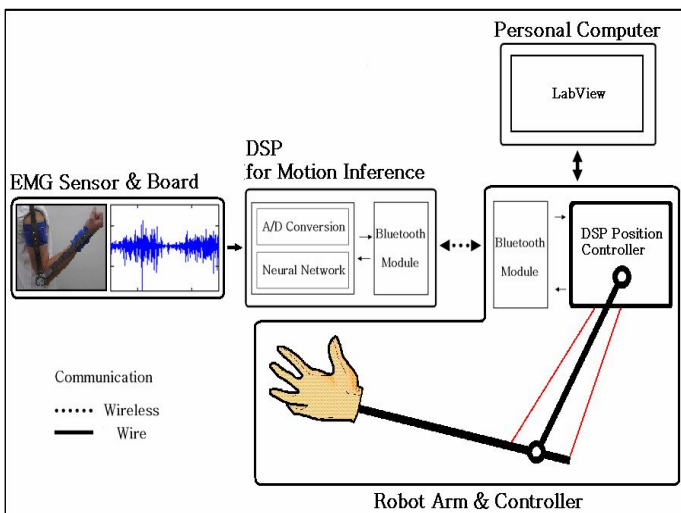 Personal Computer
LabView
DSP
for Motion Inference
EMG Sensor & Board
A/D Conversion
Neural Network
Bluetooth
Module
Bluetooth
Module
DSP Position
Controller
Communication
Wireless
Wire
Robot Arm & Controller